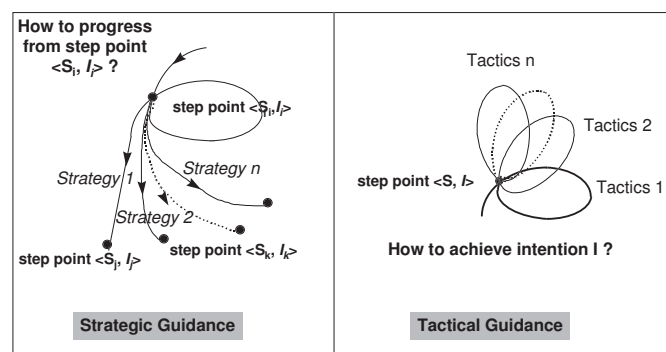 How to progress
from step point
<Si, Ii> ?
step point <Si, Ii>
Strategy n
Strategy 1
Strategy 2
step point <Sj, Ij>
step point <Sk, Ik>
Strategic Guidance
Tactics n
Tactics 2
step point <S, I>
Tactics 1
How to achieve intention I ?
Tactical Guidance